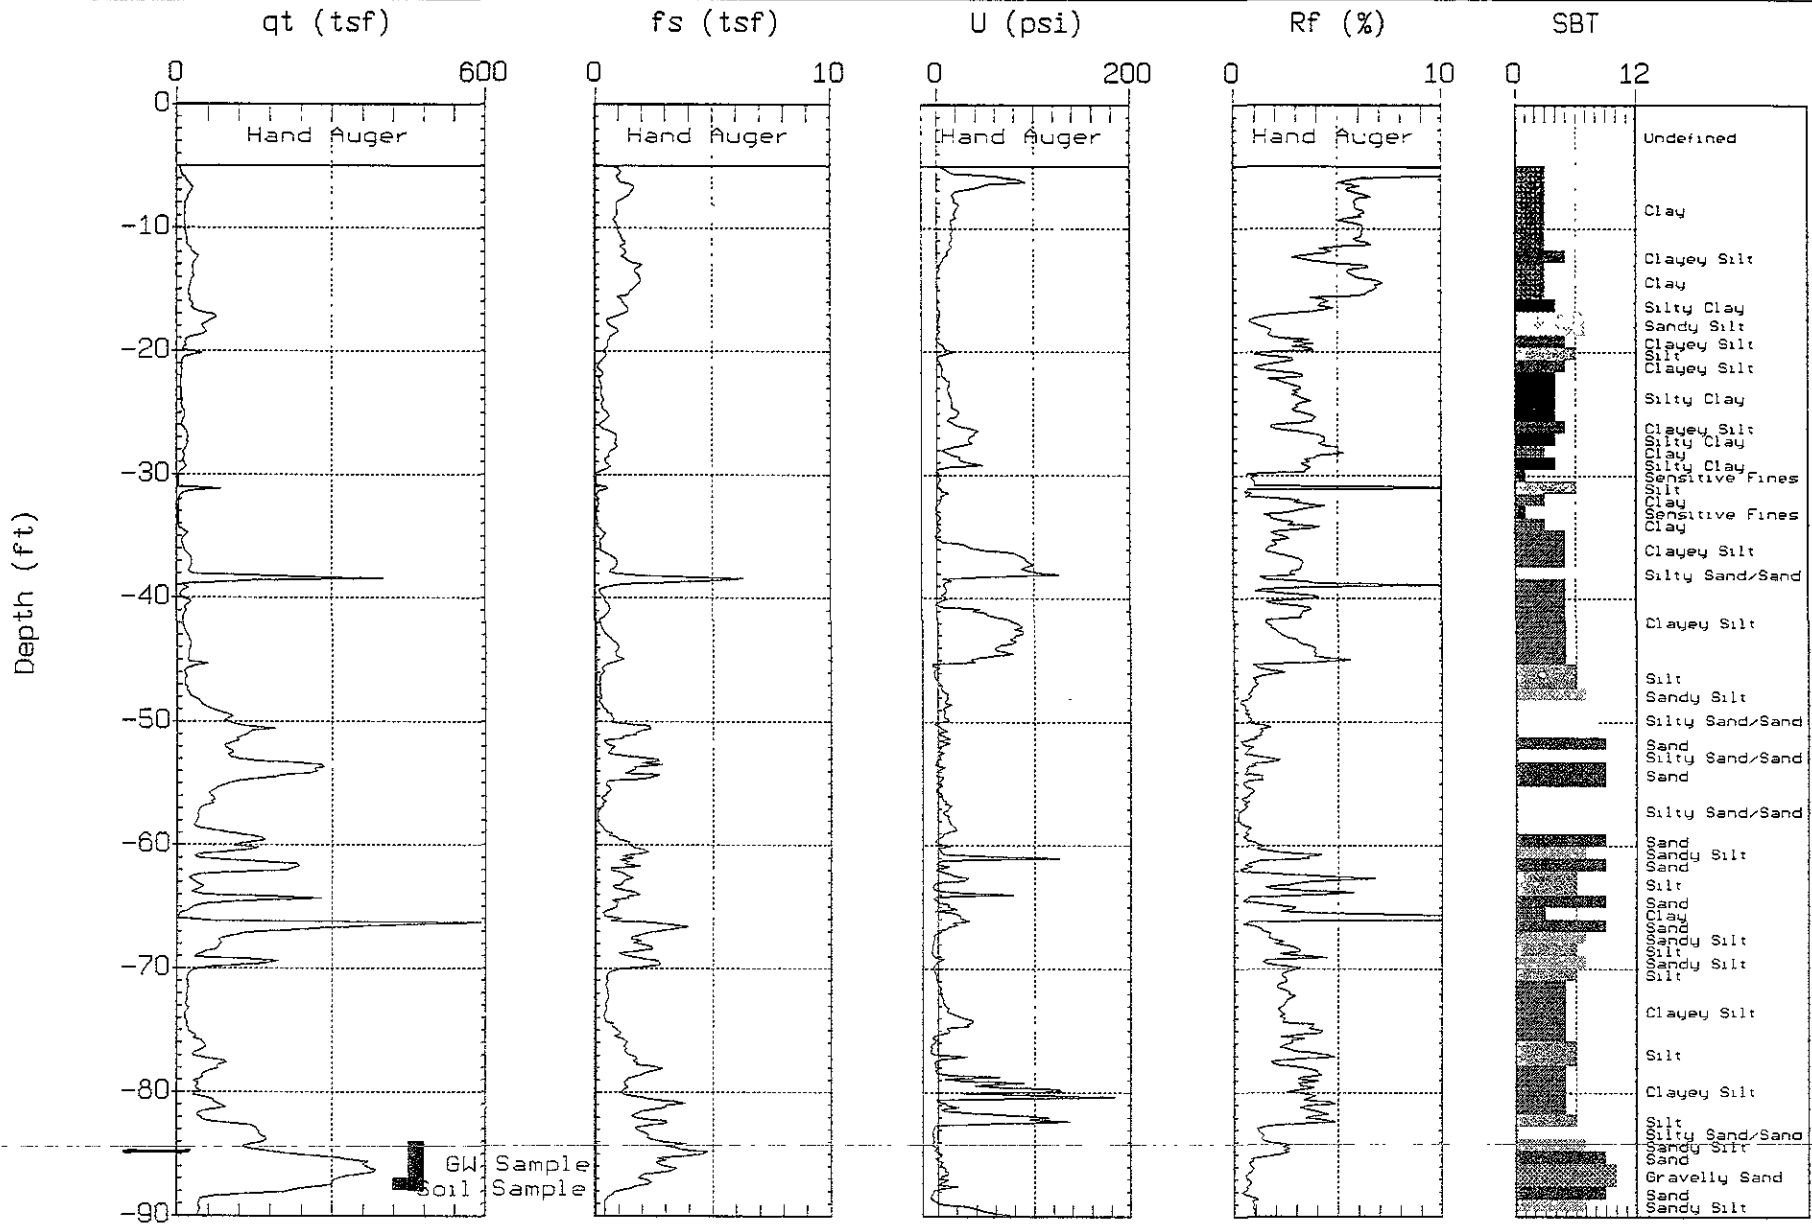 qt (tsf) fs (tsf) U (psi) Rf (%) SBT
0 600 0 10 0 200 0 10 0 12
0
Hand Auger Hand Auger Hand Auger Hand Auger
Undefined
Clay
-10
Clayey Silt
Clay
Silty Clay
Sandy Silt
Clayey Silt
-20
Silt
Clayey Silt
Silty Clay
Clayey Silt
Silty Clay
Clay
Silty Clay
-30
Sensitive Fines
Silt
Clay
Sensitive Fines
Clay
Clayey Silt
Silty Sand/Sand
-40
Clayey Silt
Depth (ft)
Silt
Sandy Silt
-50
Silty Sand/Sand
Sand
Silty Sand/Sand
Sand
Silty Sand/Sand
-60
Sand
Sandy Silt
Sand
Silt
Sand
Clay
Sand
Sandy Silt
Silt
-70
Sandy Silt
Silt
Clayey Silt
Silt
-80
Clayey Silt
Silt
Silty Sand/Sand
Sandy Silt
GW Sample
Sand
Soil Sample
Gravelly Sand
Sand
Sandy Silt
-90